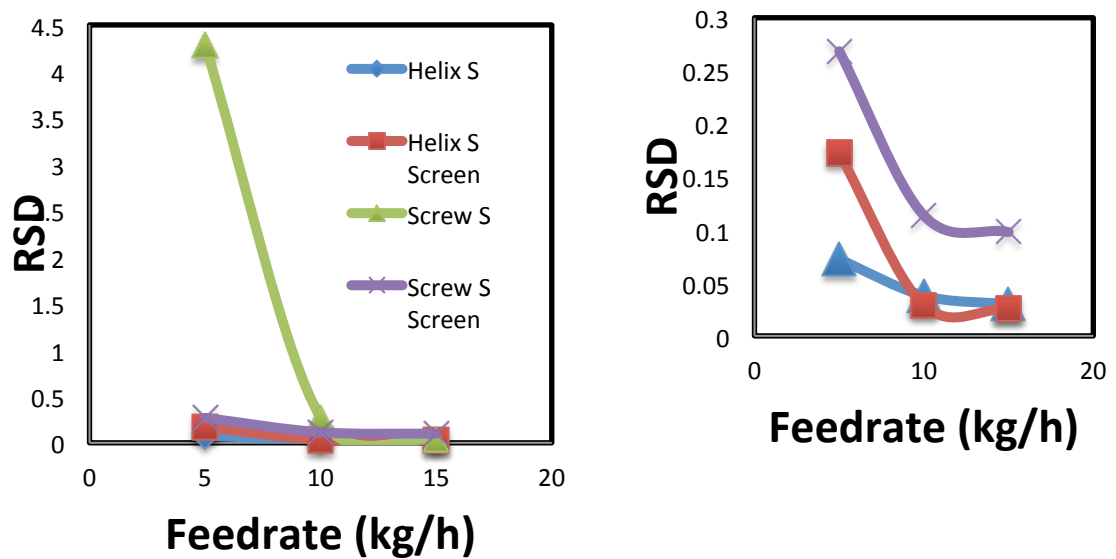 4.5
4
3.5
3
2.5
2
1.5
1
0.5
0
RSD
0 5 10 15 20
Feedrate (kg/h)
Helix S
Helix S
Screen
Screw S
Screw S
Screen
0.3
0.25
0.2
0.15
0.1
0.05
0
RSD
0 10 20
Feedrate (kg/h)